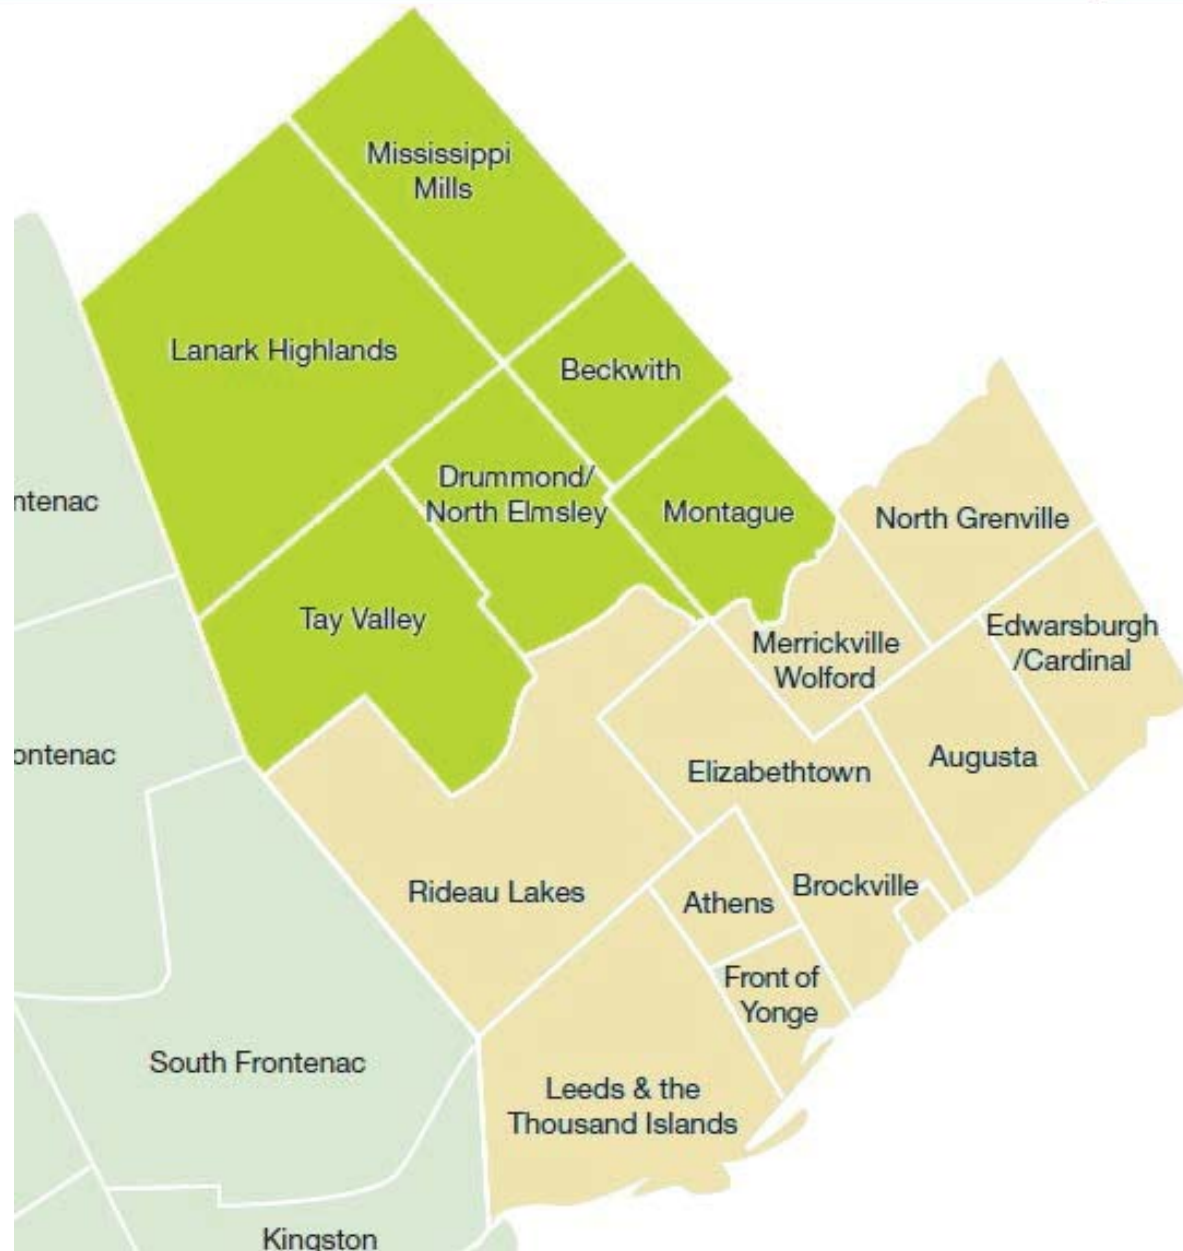 Mississippi
Mills
Lanark Highlands
Beckwith
Drummond/
North Elmsley
ntenac
Montague
North Grenville
Tay Valley
Edwarsburgh
/Cardinal
Merrickville
Wolford
ontenac
Elizabethtown
Augusta
Rideau Lakes
Athens
Brockville
Front of
Yonge
South Frontenac
Leeds & the
Thousand Islands
Kingston